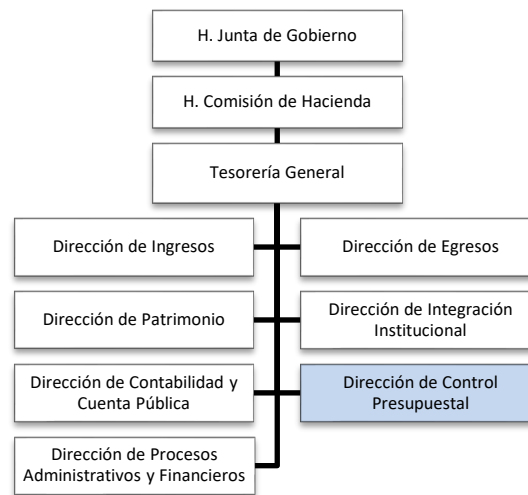 H. Junta de Gobierno
H. Comisión de Hacienda
Tesorería General
Dirección de Ingresos
Dirección de Egresos
Dirección de Patrimonio
Dirección de Integración
Institucional
Dirección de Contabilidad y
Cuenta Pública
Dirección de Control
Presupuestal
Dirección de Procesos
Administrativos y Financieros